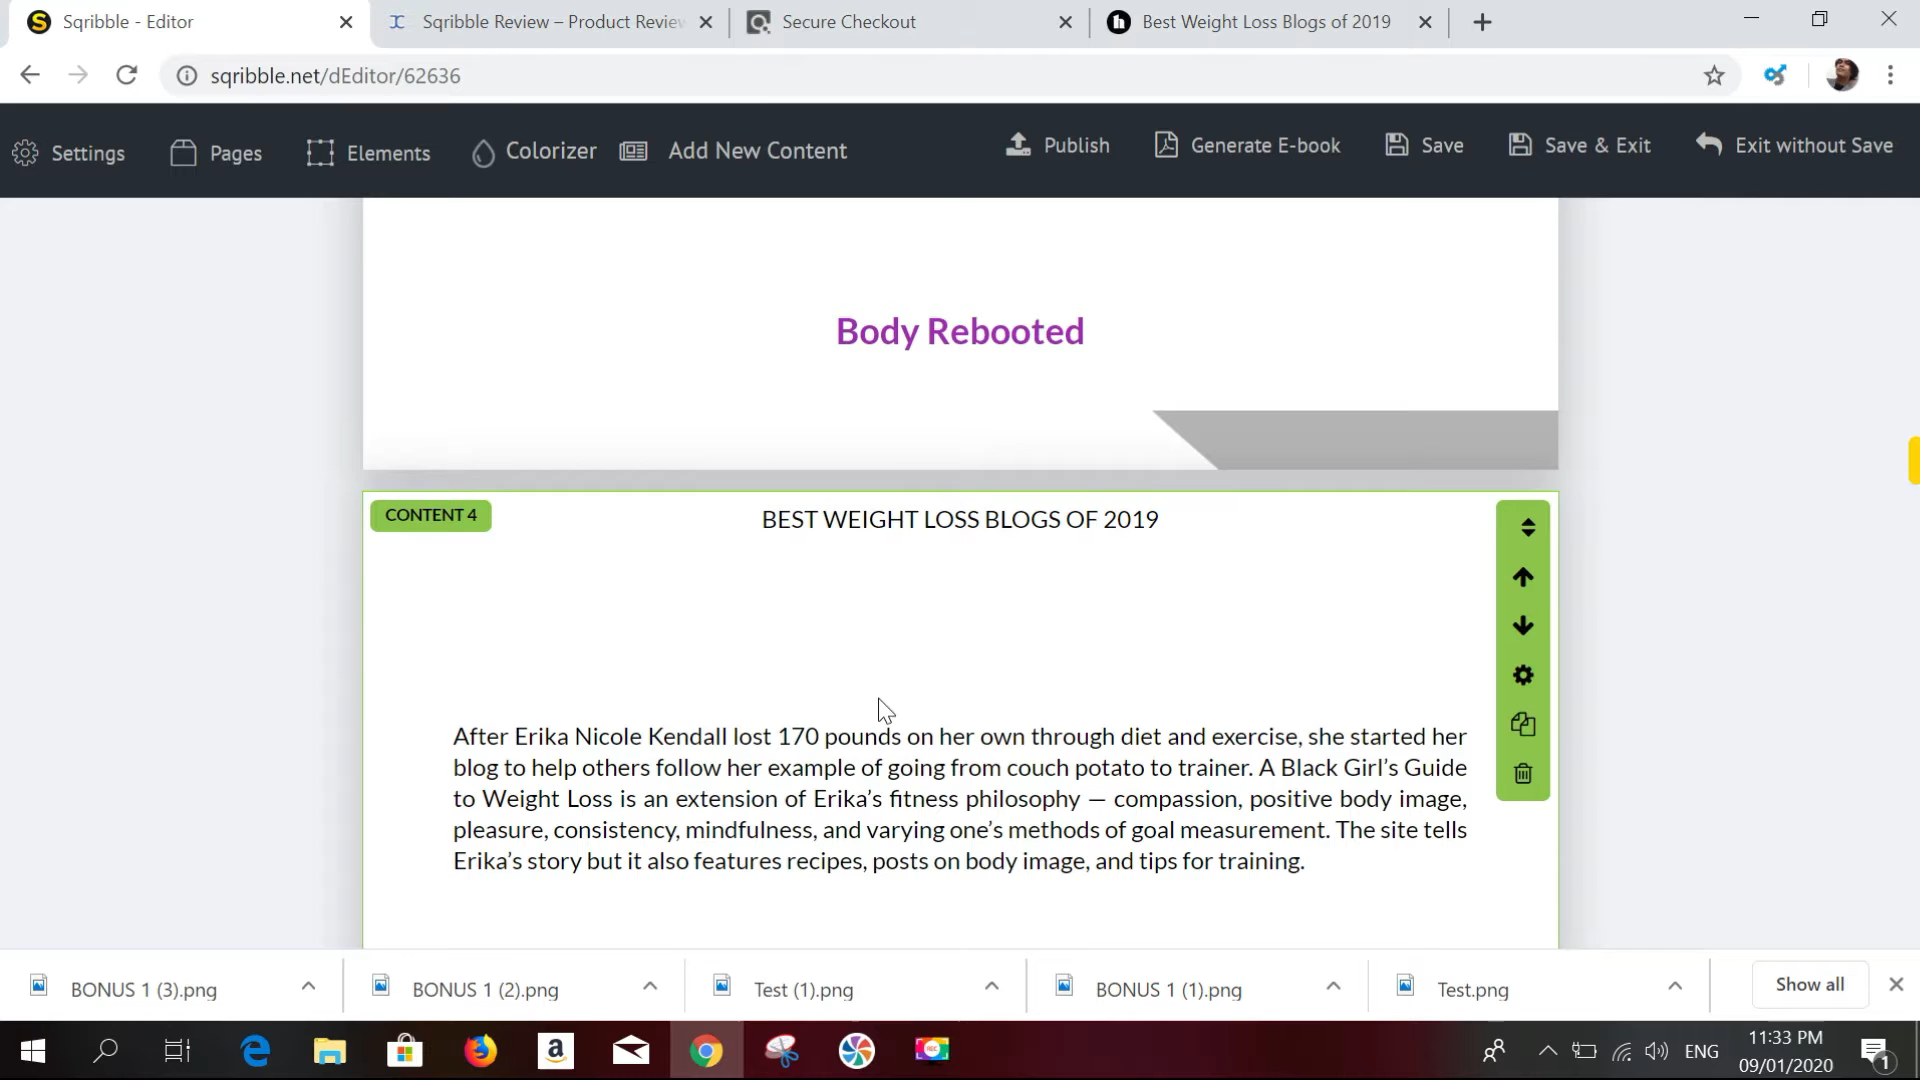 Sqribble - Editor
Sqribble Review – Product Review
Secure Checkout
Best Weight Loss Blogs of 2019
sqribble.net/dEditor/62636
Settings
Pages
Elements
Colorizer
Add New Content
Publish
Generate E-book
Save
Save & Exit
Exit without Save
Body Rebooted
CONTENT 4
BEST WEIGHT LOSS BLOGS OF 2019
After Erika Nicole Kendall lost 170 pounds on her own through diet and exercise, she started her
blog to help others follow her example of going from couch potato to trainer. A Black Girl’s Guide
to Weight Loss is an extension of Erika’s fitness philosophy — compassion, positive body image,
pleasure, consistency, mindfulness, and varying one’s methods of goal measurement. The site tells
Erika’s story but it also features recipes, posts on body image, and tips for training.
BONUS 1 (3).png
BONUS 1 (2).png
Test (1).png
BONUS 1 (1).png
Test.png
Show all
ENG
11:33 PM
09/01/2020
1